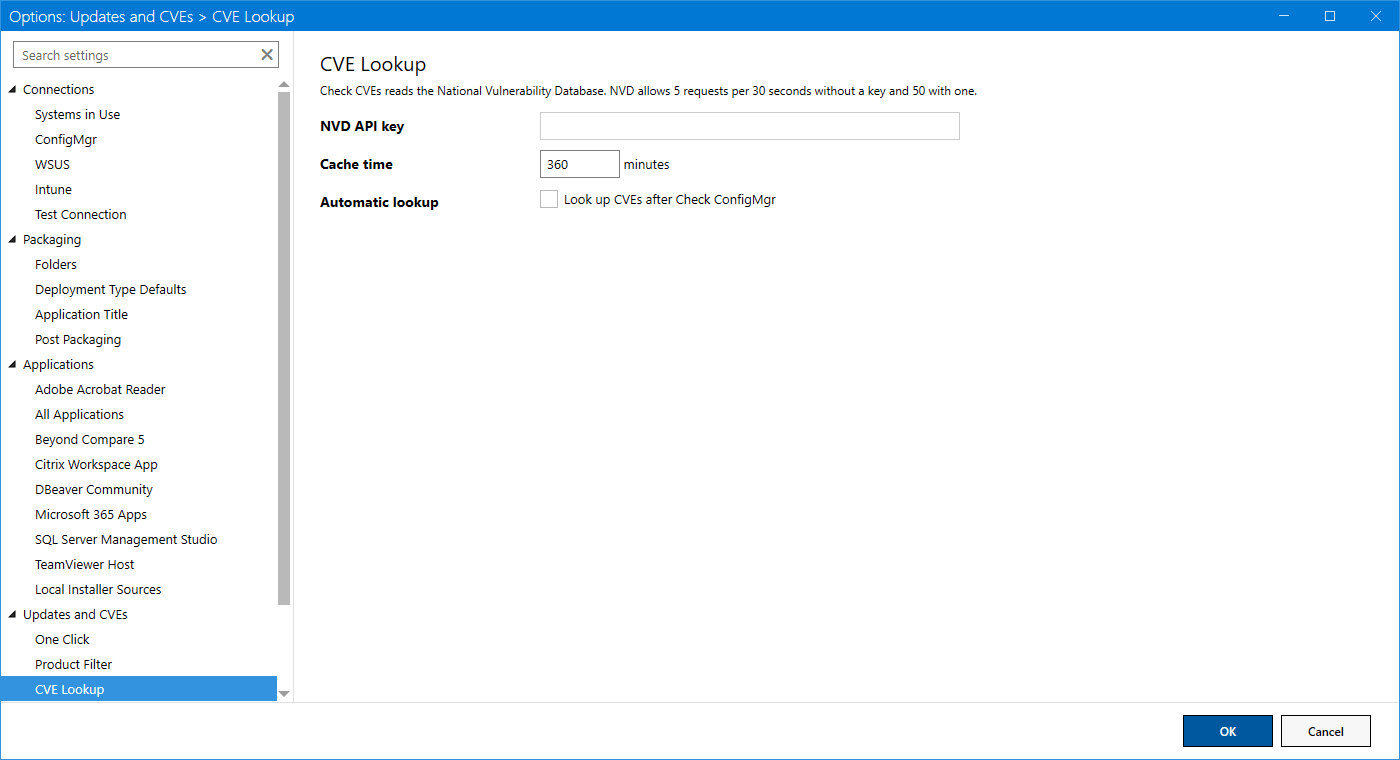 Options: Updates and CVEs > CVE Lookup
Search settings
Connections
Systems in Use
ConfigMgr
WSUS
Intune
Test Connection
Packaging
Folders
Deployment Type Defaults
Application Title
Post Packaging
Applications
Adobe Acrobat Reader
All Applications
Beyond Compare 5
Citrix Workspace App
DBeaver Community
Microsoft 365 Apps
SQL Server Management Studio
TeamViewer Host
Local Installer Sources
Updates and CVEs
One Click
Product Filter
CVE Lookup
CVE Lookup
Check CVEs reads the National Vulnerability Database. NVD allows 5 requests per 30 seconds without a key and 50 with one.
NVD API key
Cache time 360 minutes
Automatic lookup Look up CVEs after Check ConfigMgr
OK Cancel